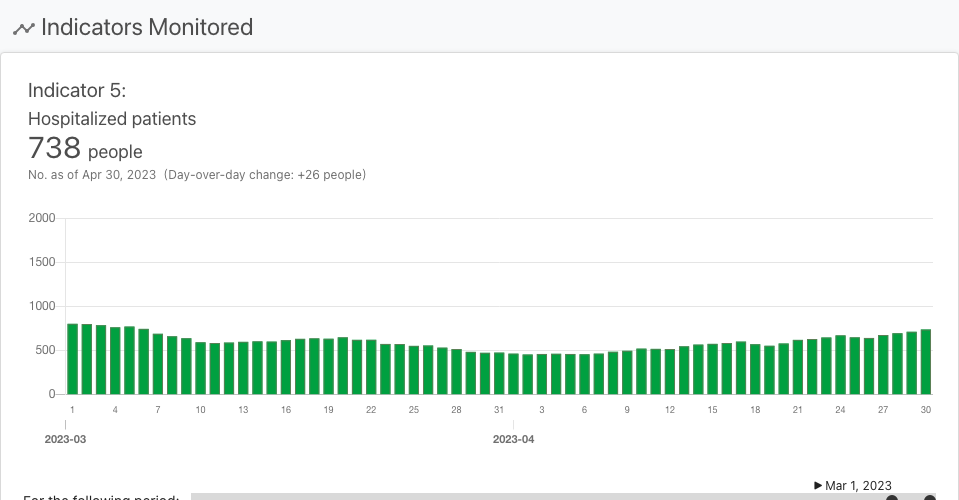 Indicators Monitored
Indicator 5:
Hospitalized patients
738 people
No. as of Apr 30, 2023 (Day-over-day change: +26 people)
2000
1500
1000
500
0
1 4 7 10 13 16 19 22 25 28 31 3 6 9 12 15 18 21 24 27 30
2023-03 2023-04
▶ Mar 1, 2023
For the following period: